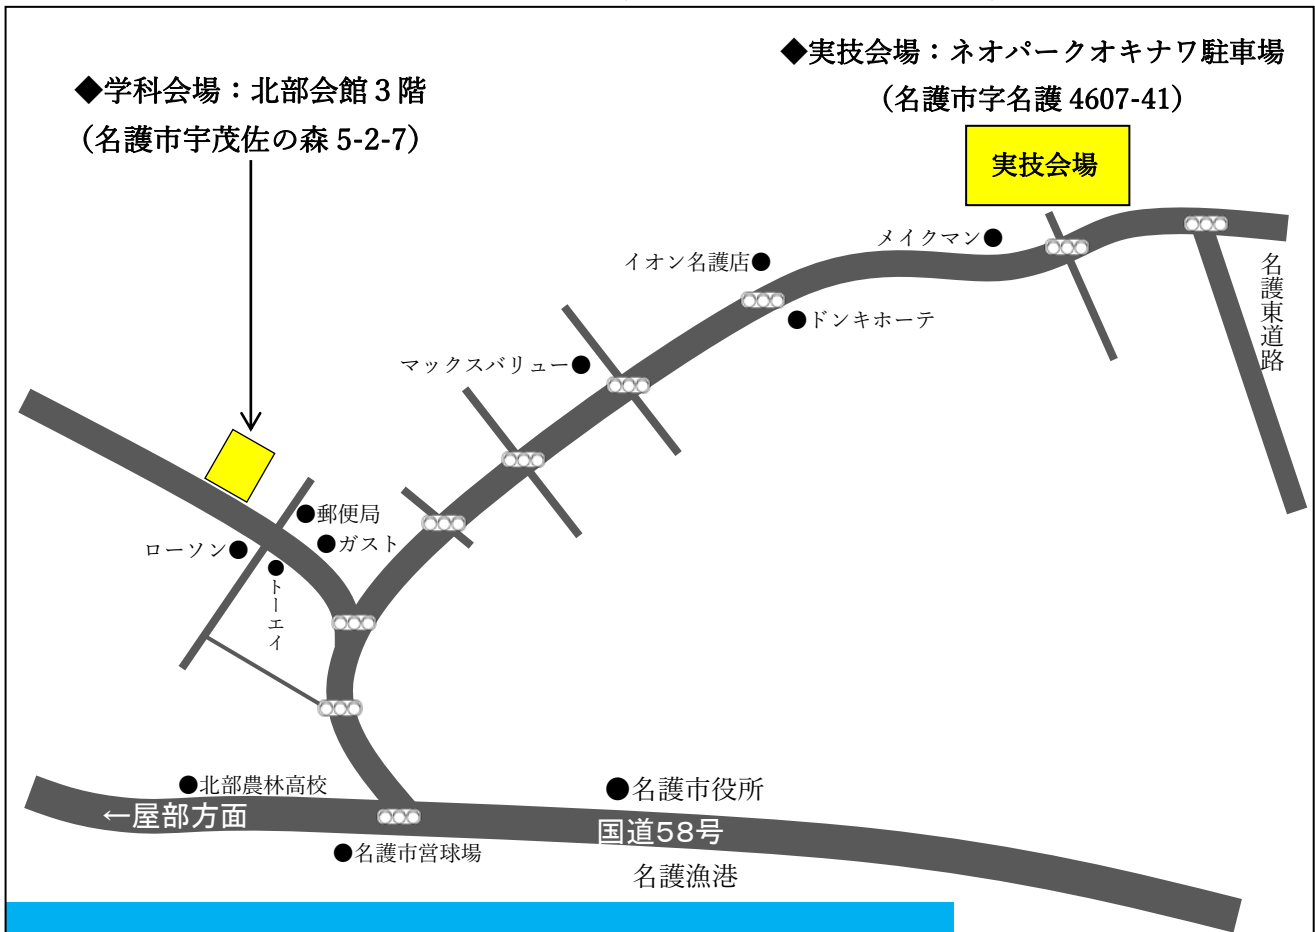 ◆実技会場：ネオパークオキナワ駐車場
（名護市字名護 4607-41）
◆学科会場：北部会館３階
（名護市宇茂佐の森 5-2-7）
実技会場
メイクマン
イオン名護店
名護東道路
ドンキホーテ
マックスバリュー
郵便局
ガスト
ローソン
トーエイ
北部農林高校
名護市役所
←屋部方面
国道58号
名護市営球場
名護漁港